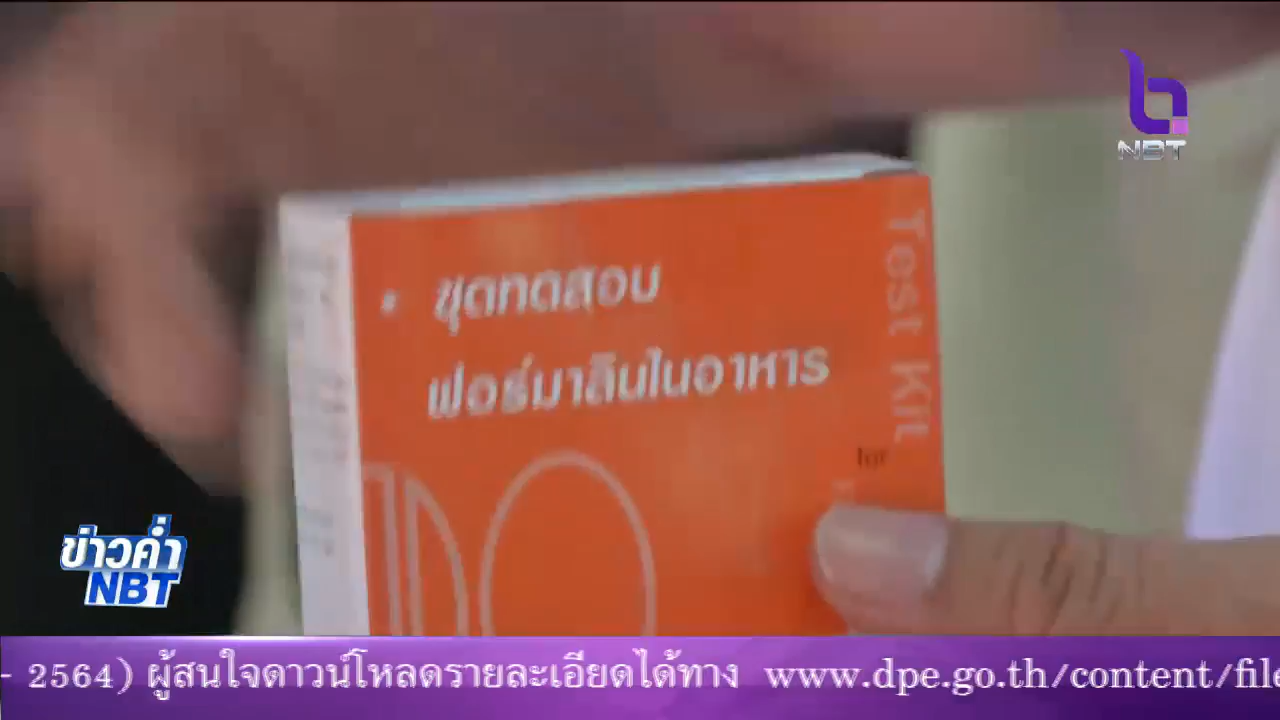 NBT
• ชุดทดสอบ
ฟอร์มาลินในอาหาร
Test Kit
for
ข่าวค่ำ
NBT
- 2564) ผู้สนใจดาวน์โหลดรายละเอียดได้ทาง www.dpe.go.th/content/file